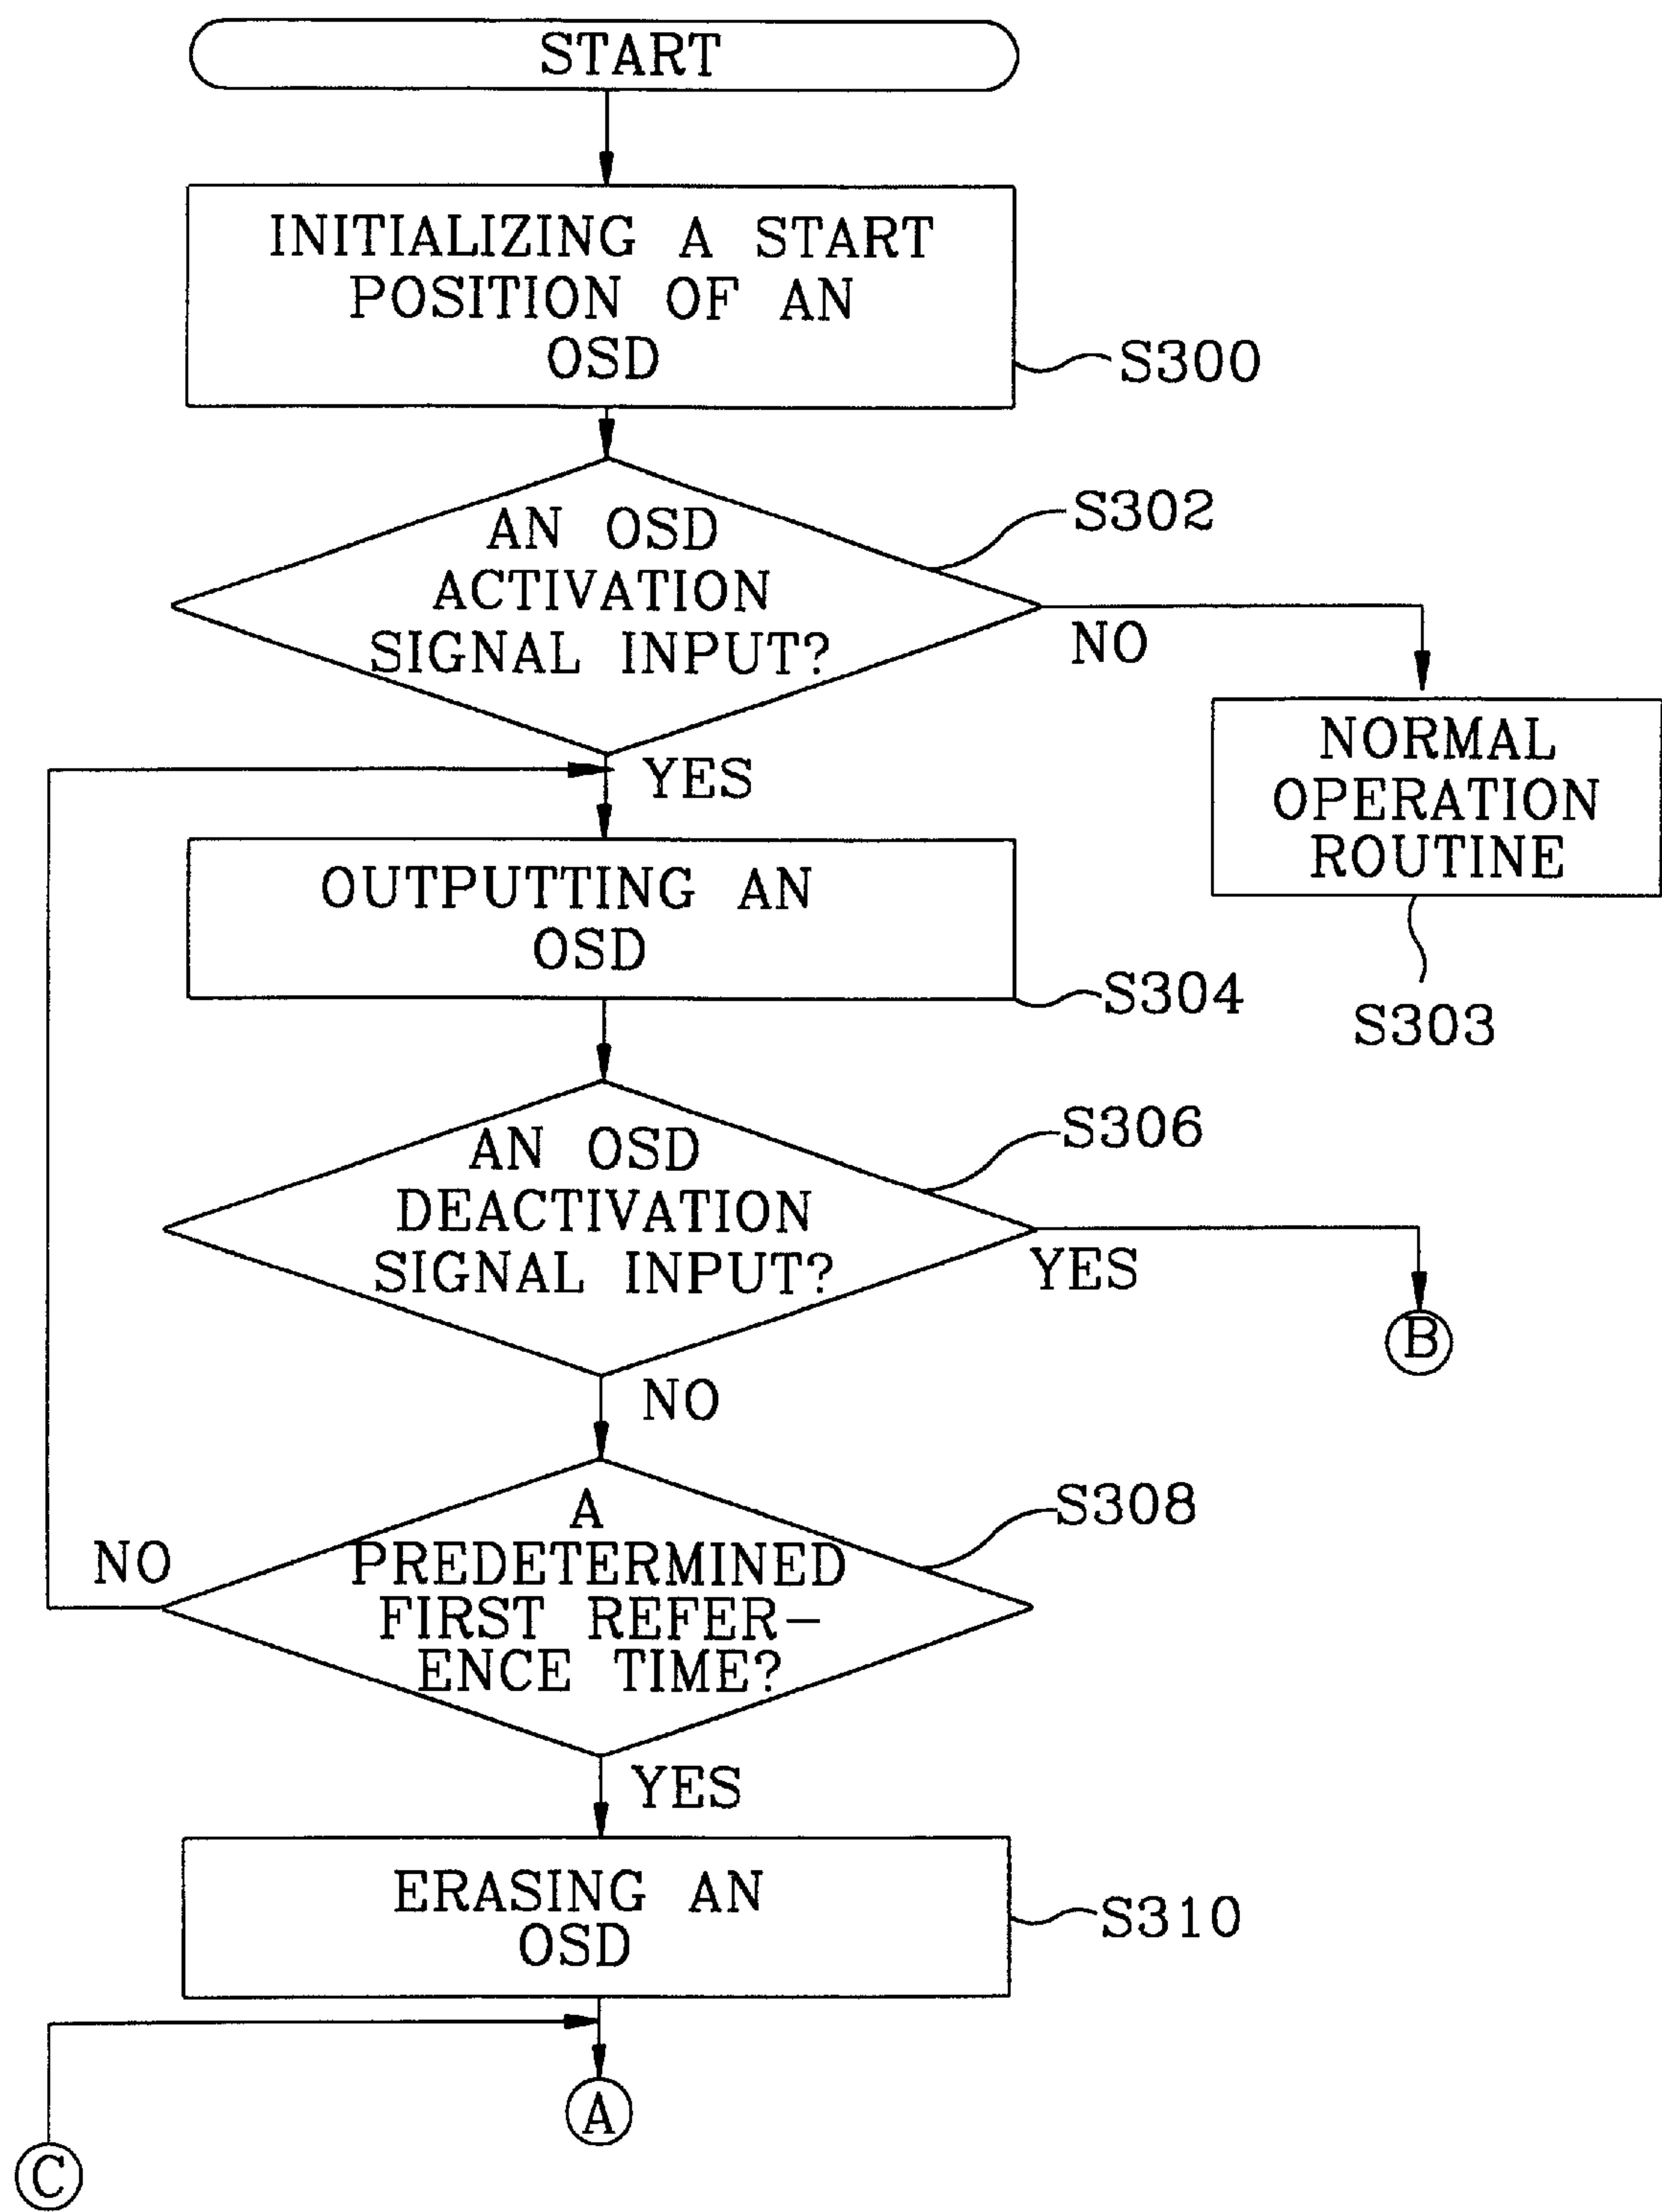 START
INITIALIZING A START
POSITION OF AN
OSD
S300
AN OSD
ACTIVATION
SIGNAL INPUT?
S302
NO
NORMAL
OPERATION
ROUTINE
S303
YES
OUTPUTTING AN
OSD
S304
AN OSD
DEACTIVATION
SIGNAL INPUT?
S306
YES
B
NO
A
PREDETERMINED
FIRST REFER-
ENCE TIME?
S308
NO
YES
ERASING AN
OSD
S310
A
C